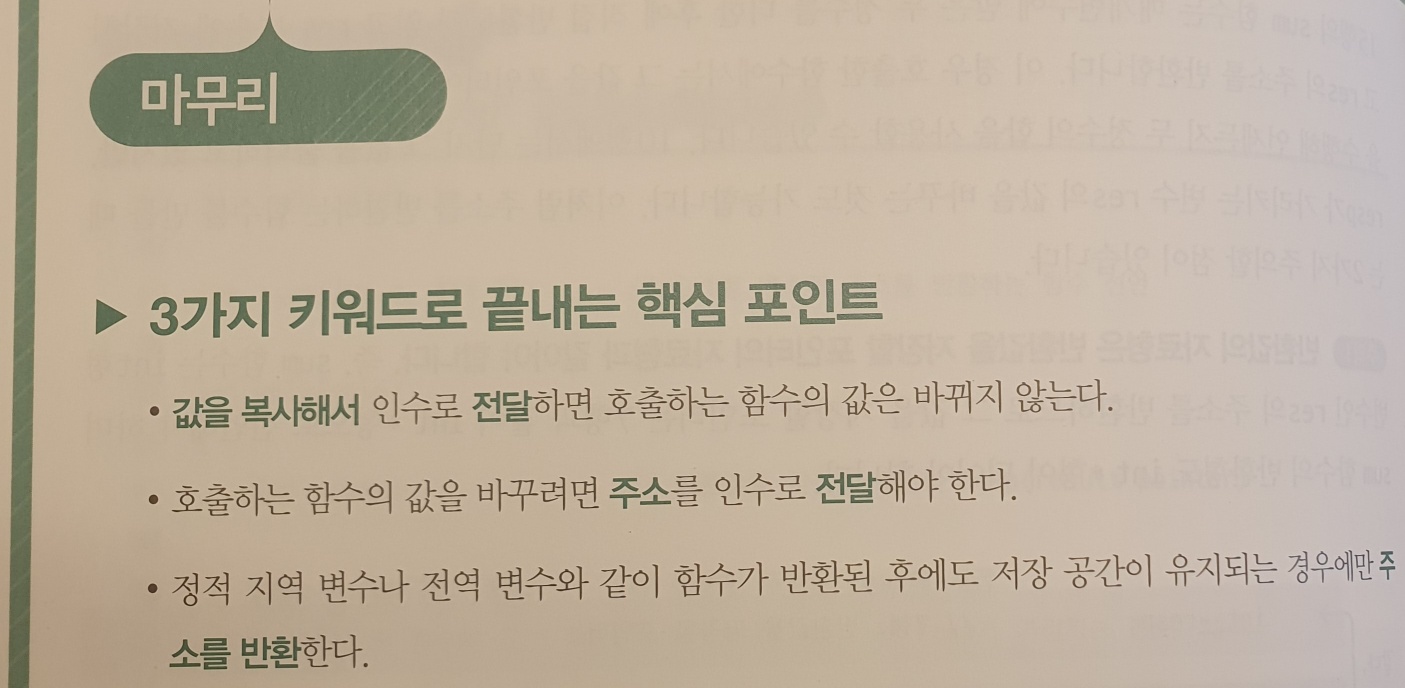 마무리
▶ 3가지 키워드로 끝내는 핵심 포인트
• 값을 복사해서 인수로 전달하면 호출하는 함수의 값은 바뀌지 않는다.
• 호출하는 함수의 값을 바꾸려면 주소를 인수로 전달해야 한다.
• 정적 지역 변수나 전역 변수와 같이 함수가 반환된 후에도 저장 공간이 유지되는 경우에만 주
소를 반환한다.